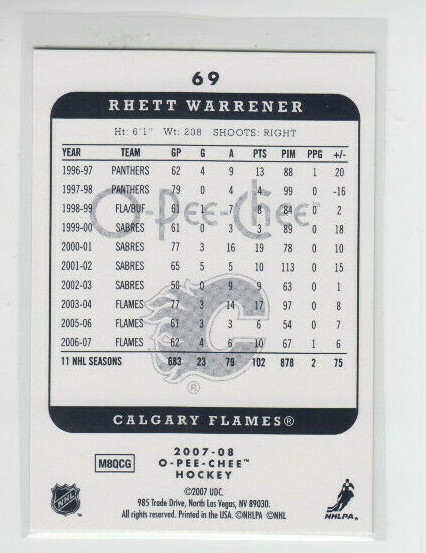 69
RHETT WARRENER
Ht: 6'1" Wt: 208 SHOOTS: RIGHT
YEAR TEAM GP G A PTS PIM PPG +/-
1996-97 PANTHERS 62 4 9 13 88 1 20
1997-98 PANTHERS 79 0 4 4 99 0 -16
1998-99 FLA/BUF 61 1 7 8 84 0 2
O-Pee-Chee™
1999-00 SABRES 61 0 3 3 89 0 18
2000-01 SABRES 77 3 16 19 78 0 10
2001-02 SABRES 65 5 5 10 113 0 15
2002-03 SABRES 50 0 9 9 63 0 1
2003-04 FLAMES 77 3 14 17 97 0 8
2005-06 FLAMES 61 3 3 6 54 0 7
2006-07 FLAMES 62 4 6 10 67 1 6
11 NHL SEASONS 683 23 79 102 878 2 75
C
®
CALGARY FLAMES®
2007-08
M8QCG O-PEE-CHEE™
HOCKEY
©2007 UDC.
985 Trade Drive, North Las Vegas, NV 89030.
All rights reserved. Printed in the USA. ©NHLPA ©NHL
NHL
NHLPA®